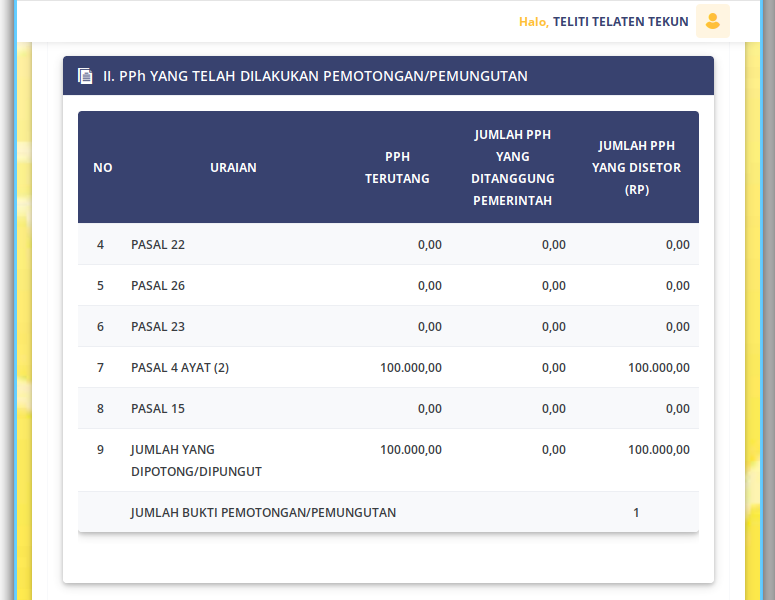 Halo, TELITI TELATEN TEKUN
II. PPh YANG TELAH DILAKUKAN PEMOTONGAN/PEMUNGUTAN
NO URAIAN PPH TERUTANG JUMLAH PPH YANG DITANGGUNG PEMERINTAH JUMLAH PPH YANG DISETOR (RP)
4 PASAL 22 0,00 0,00 0,00
5 PASAL 26 0,00 0,00 0,00
6 PASAL 23 0,00 0,00 0,00
7 PASAL 4 AYAT (2) 100.000,00 0,00 100.000,00
8 PASAL 15 0,00 0,00 0,00
9 JUMLAH YANG 100.000,00 0,00 100.000,00
DIPOTONG/DIPUNGUT
JUMLAH BUKTI PEMOTONGAN/PEMUNGUTAN 1